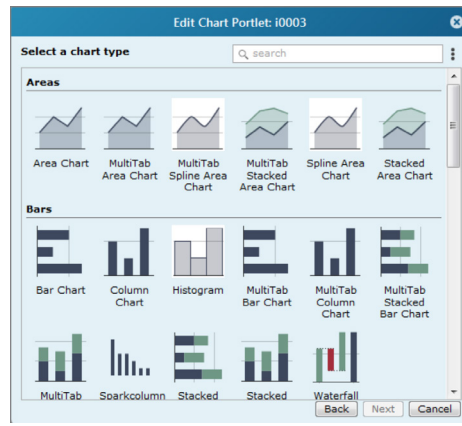 Edit Chart Portlet: i0003
Select a chart type
search
Areas
Area Chart
MultiTab
Area Chart
MultiTab
Spline Area
Chart
MultiTab
Stacked
Area Chart
Spline Area
Chart
Stacked
Area Chart
Bars
Bar Chart
Column
Chart
Histogram
MultiTab
Bar Chart
MultiTab
Column
Chart
MultiTab
Stacked
Bar Chart
MultiTab
Sparkcolumn
Stacked
Stacked
Waterfall
Back
Next
Cancel